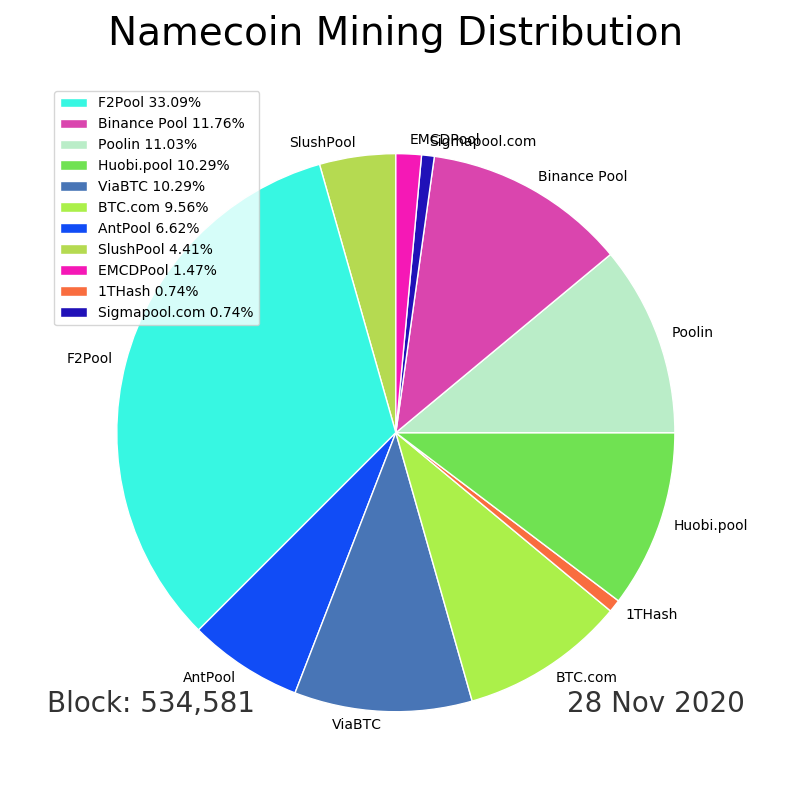 Namecoin Mining Distribution
F2Pool 33.09%
Binance Pool 11.76%
Poolin 11.03%
Huobi.pool 10.29%
ViaBTC 10.29%
BTC.com 9.56%
AntPool 6.62%
SlushPool 4.41%
EMCDPool 1.47%
1THash 0.74%
Sigmapool.com 0.74%
SlushPool
EMCDPool
Sigmapool.com
Binance Pool
Poolin
F2Pool
Huobi.pool
1THash
AntPool
BTC.com
ViaBTC
Block: 534,581
28 Nov 2020